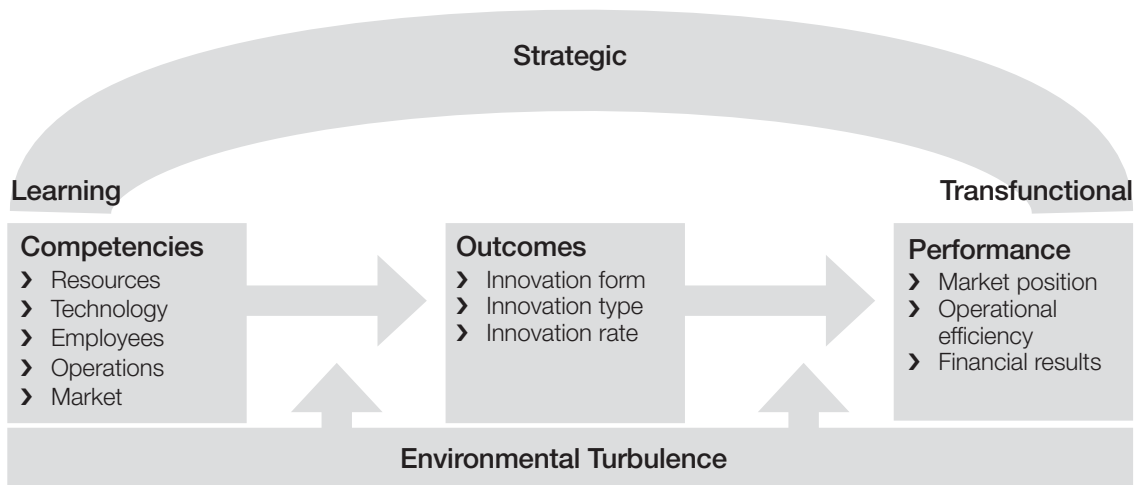 Strategic
Learning
Transfunctional
Competencies
❯ Resources
❯ Technology
❯ Employees
❯ Operations
❯ Market
Outcomes
❯ Innovation form
❯ Innovation type
❯ Innovation rate
Performance
❯ Market position
❯ Operational
efficiency
❯ Financial results
Environmental Turbulence